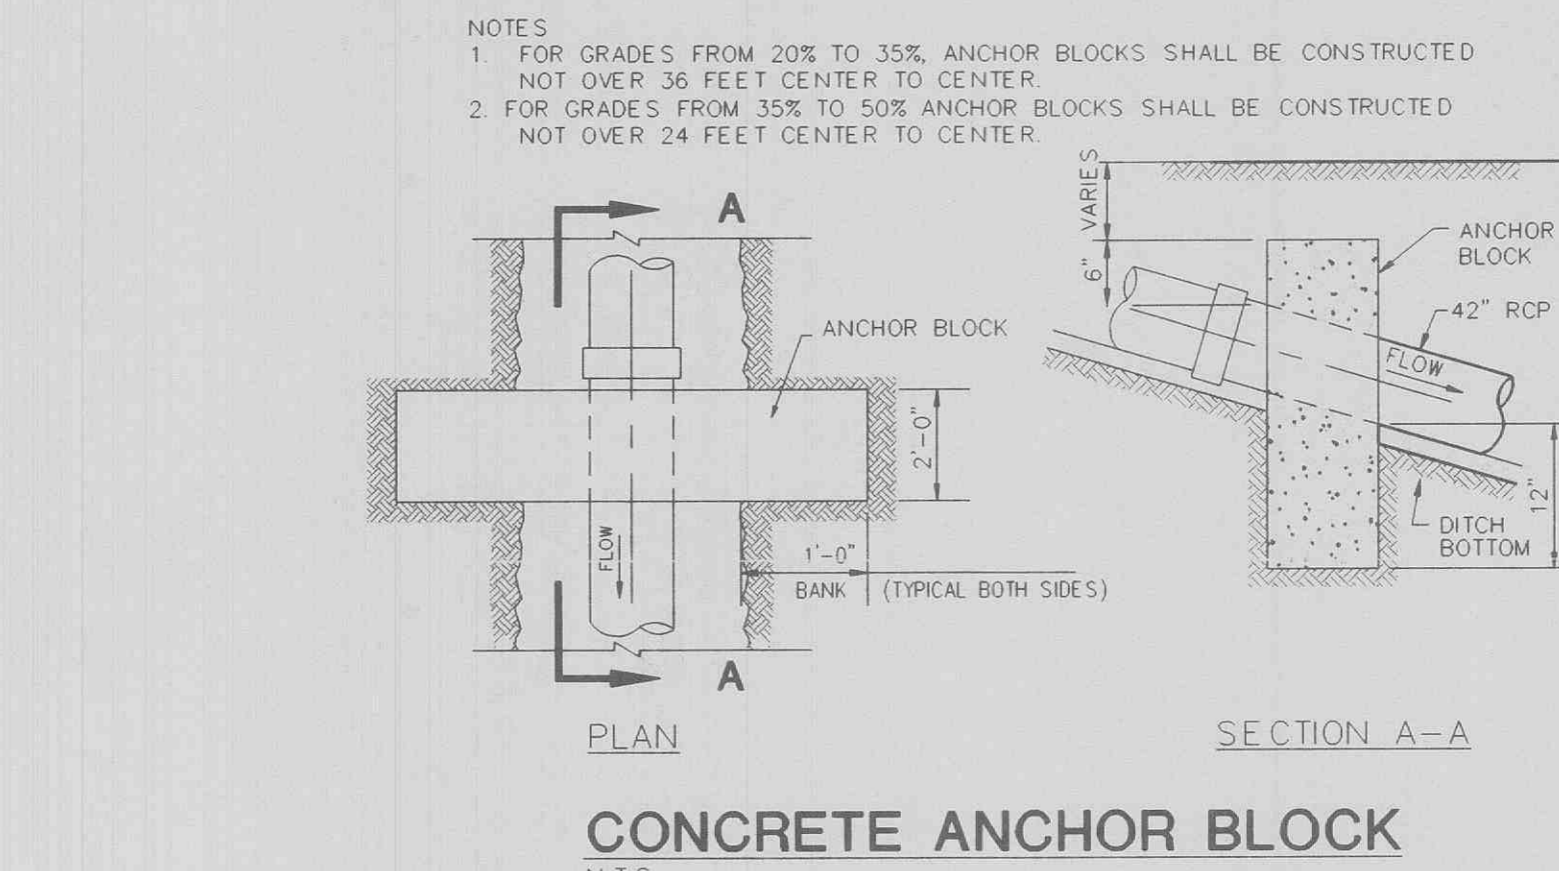 NOTES
1. FOR GRADES FROM 20% TO 35%, ANCHOR BLOCKS SHALL BE CONSTRUCTED
NOT OVER 36 FEET CENTER TO CENTER.
2. FOR GRADES FROM 35% TO 50% ANCHOR BLOCKS SHALL BE CONSTRUCTED
NOT OVER 24 FEET CENTER TO CENTER.
A
ANCHOR BLOCK
2'-0"
FLOW
1'-0"
BANK (TYPICAL BOTH SIDES)
A
PLAN
VARIES
6"
ANCHOR
BLOCK
42" RCP
FLOW
12"
DITCH
BOTTOM
SECTION A-A
CONCRETE ANCHOR BLOCK